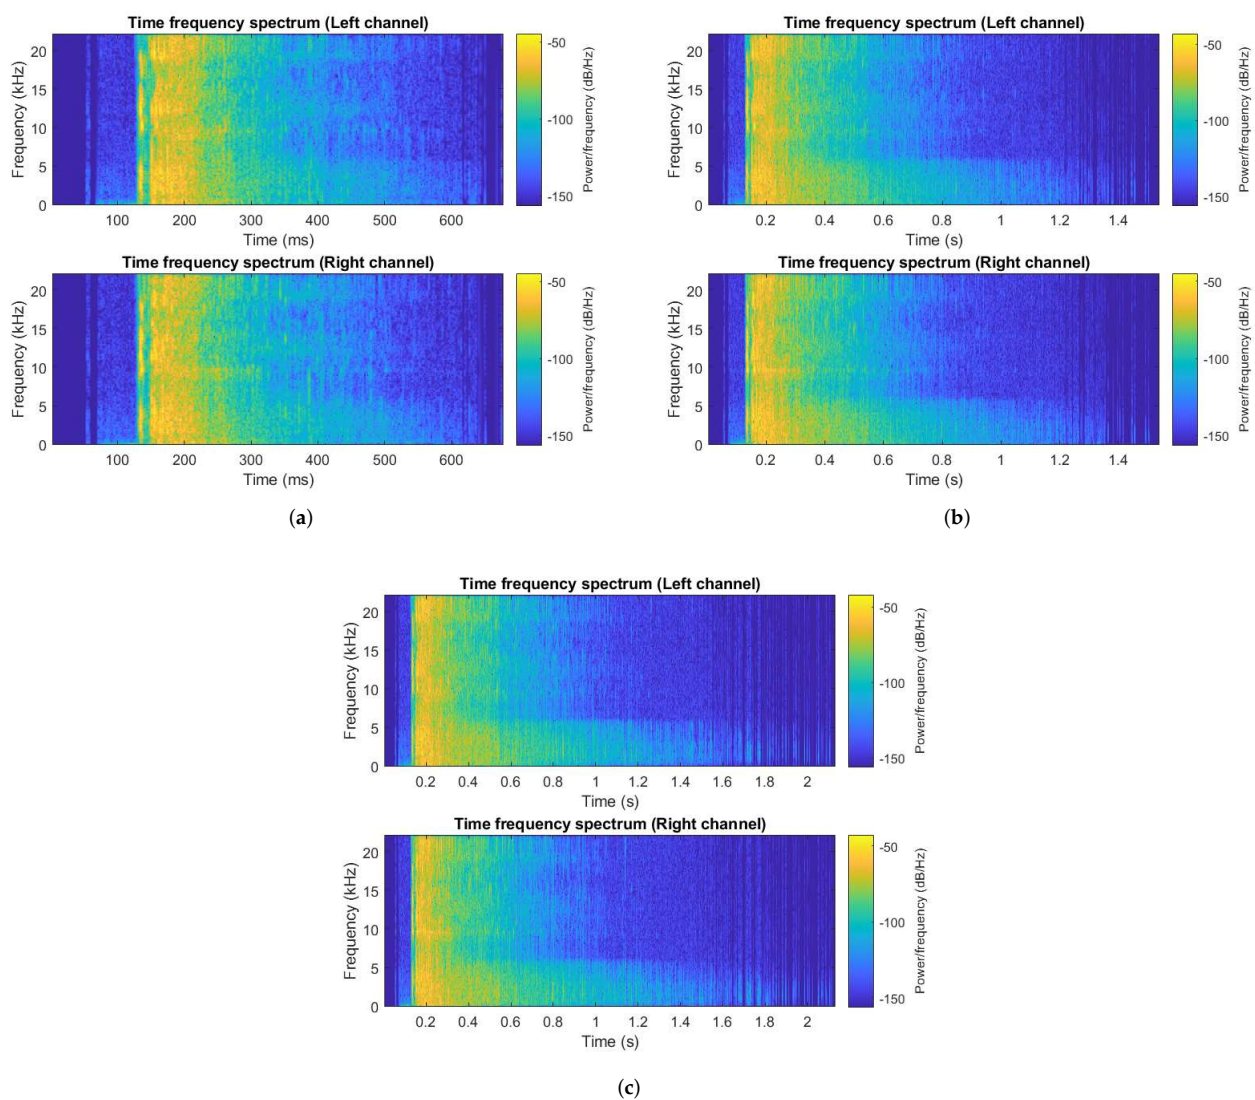 Time frequency spectrum (Left channel)
Frequency (kHz)
20
15
10
5
0
100 200 300 400 500 600
Time (ms)
-50
-100
-150
Power/frequency (dB/Hz)
Time frequency spectrum (Right channel)
Frequency (kHz)
20
15
10
5
0
100 200 300 400 500 600
Time (ms)
-50
-100
-150
Power/frequency (dB/Hz)
(a)
Time frequency spectrum (Left channel)
Frequency (kHz)
20
15
10
5
0
0.2 0.4 0.6 0.8 1 1.2 1.4
Time (s)
-50
-100
-150
Power/frequency (dB/Hz)
Time frequency spectrum (Right channel)
Frequency (kHz)
20
15
10
5
0
0.2 0.4 0.6 0.8 1 1.2 1.4
Time (s)
-50
-100
-150
Power/frequency (dB/Hz)
(b)
Time frequency spectrum (Left channel)
Frequency (kHz)
20
15
10
5
0
0.2 0.4 0.6 0.8 1 1.2 1.4 1.6 1.8 2
Time (s)
-50
-100
-150
Power/frequency (dB/Hz)
Time frequency spectrum (Right channel)
Frequency (kHz)
20
15
10
5
0
0.2 0.4 0.6 0.8 1 1.2 1.4 1.6 1.8 2
Time (s)
-50
-100
-150
Power/frequency (dB/Hz)
(c)